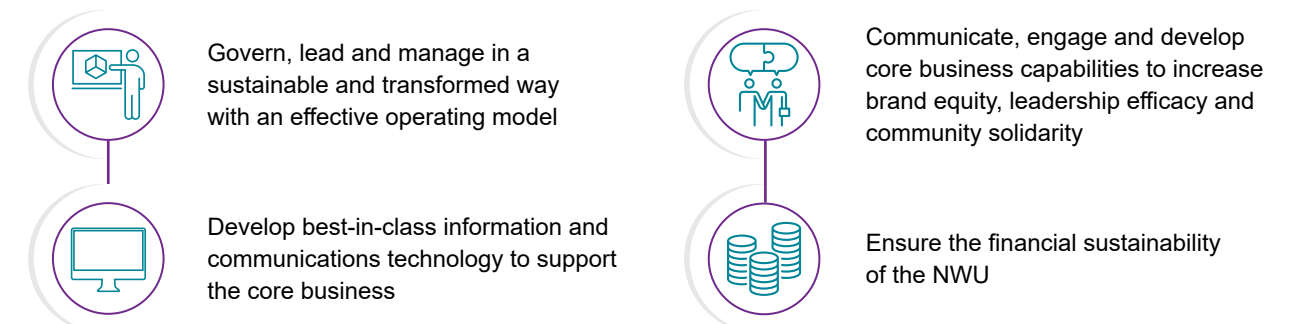 Govern, lead and manage in a
sustainable and transformed way
with an effective operating model
Develop best-in-class information and
communications technology to support
the core business
Communicate, engage and develop
core business capabilities to increase
brand equity, leadership efficacy and
community solidarity
Ensure the financial sustainability
of the NWU